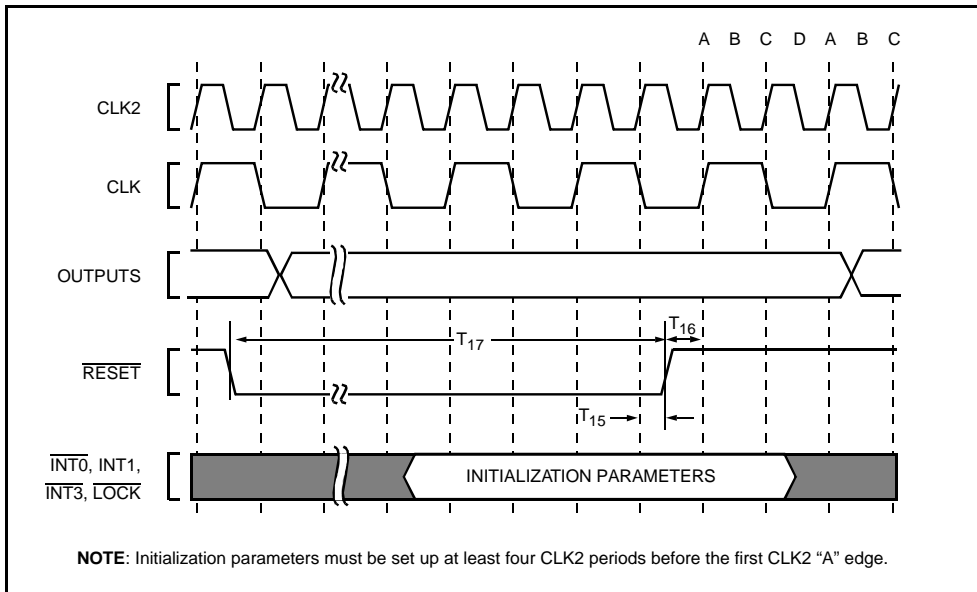 A B C D A B C
CLK2
CLK
OUTPUTS
T17
T16
RESET
T15
INT0, INT1,
INT3, LOCK
INITIALIZATION PARAMETERS
NOTE: Initialization parameters must be set up at least four CLK2 periods before the first CLK2 “A” edge.